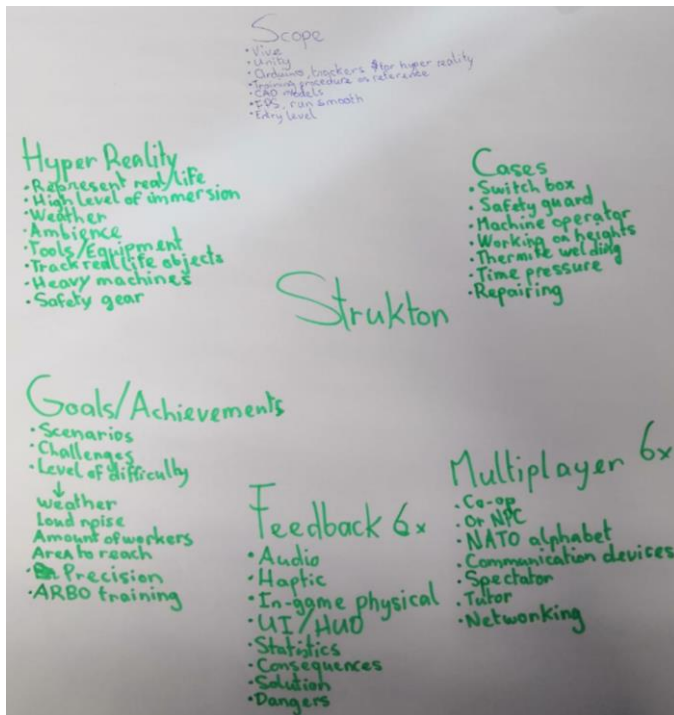 Scope
• Vive
• Unity
• Arduino, trackers for hyper reality
• Training procedure as reference
• CAD models
• FPS, run smooth
• Entry level
Hyper Reality
• Represent real/life
• High level of immersion
• Weather
• Ambience
• Tools/Equipment
• Track real life objects
• Heavy machines
• Safety gear
Cases
• Switch box
• Safety guard
• Machine operator
• Working on heights
• Thermite welding
• Time pressure
• Repairing
Strukton
Goals/Achievements
• Scenarios
• Challenges
• Level of difficulty
↓
weather
Loud noise
Amount of workers
Area to reach
• Precision
• ARBO training
Feedback 6x
• Audio
• Haptic
• In-game physical
• UI/HUD
• Statistics
• Consequences
• Solution
• Dangers
Multiplayer 6x
• Co-op
• Or NPC
• NATO alphabet
• Communication devices
• Spectator
• Tutor
• Networking